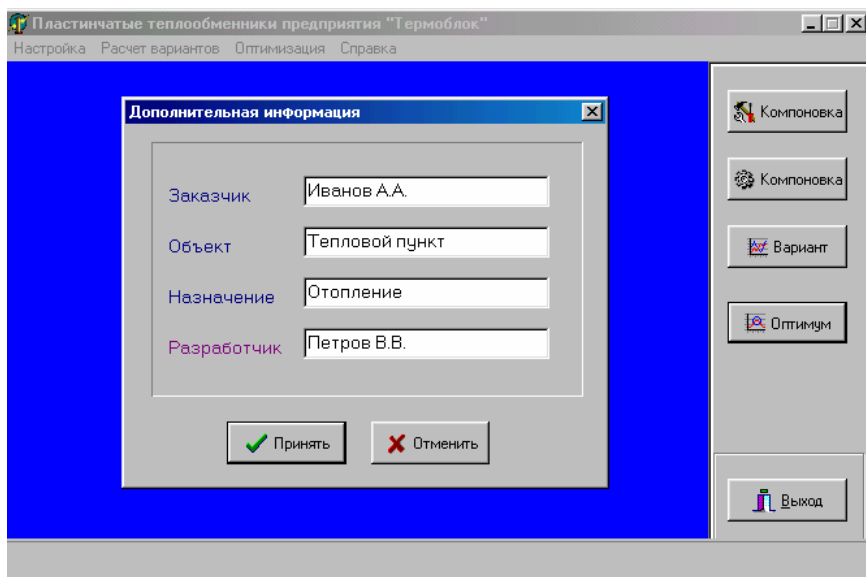 Пластинчатые теплообменники предприятия "Термоблок"
Настройка Расчет вариантов Оптимизация Справка
Дополнительная информация
Заказчик Иванов А.А.
Объект Тепловой пункт
Назначение Отопление
Разработчик Петров В.В.
Принять Отменить
Компоновка
Компоновка
Вариант
Оптимум
Выход